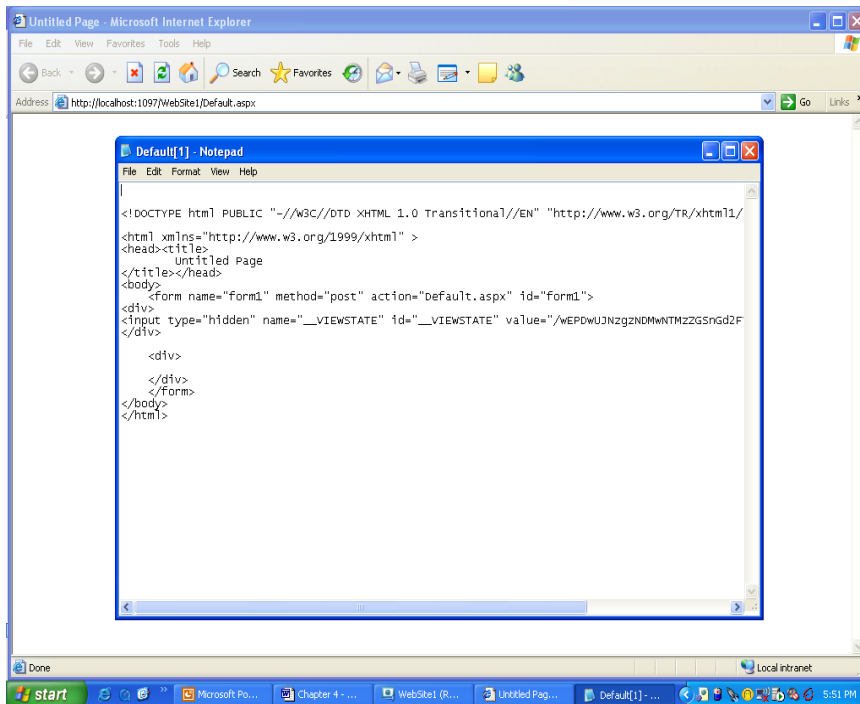 Untitled Page - Microsoft Internet Explorer
File Edit View Favorites Tools Help
Back Search Favorites
Address http://localhost:1097/WebSite1/Default.aspx Go Links
Default[1] - Notepad
File Edit Format View Help
<!DOCTYPE html PUBLIC "-//W3C//DTD XHTML 1.0 Transitional//EN" "http://www.w3.org/TR/xhtml1/
<html xmlns="http://www.w3.org/1999/xhtml" >
<head><title>
Untitled Page
</title></head>
<body>
<form name="form1" method="post" action="Default.aspx" id="form1">
<div>
<input type="hidden" name="__VIEWSTATE" id="__VIEWSTATE" value="/wEPDwUJNzgzNDMwNTMzZGSnGd2F
</div>
<div>
</div>
</form>
</body>
</html>
Done Local intranet
start Microsoft Po... Chapter 4 - ... WebSite1 (R... Untitled Pag... Default[1] - ... 5:51 PM